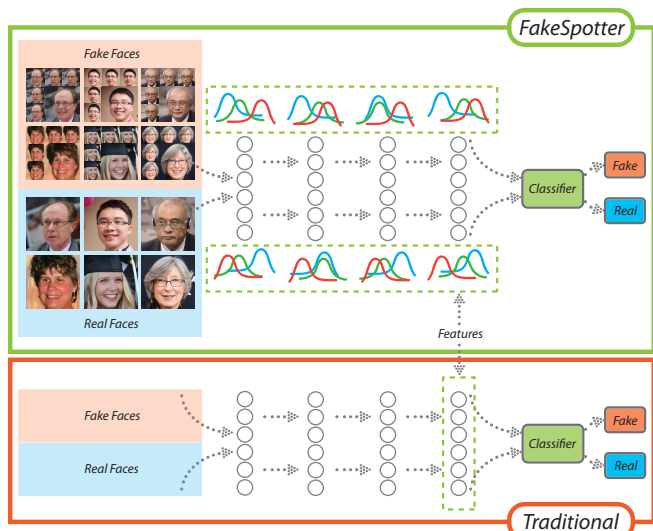 FakeSpotter
Fake Faces
Fake
Classifier
Real
Real Faces
Features
Fake Faces
Real Faces
Fake
Classifier
Real
Traditional